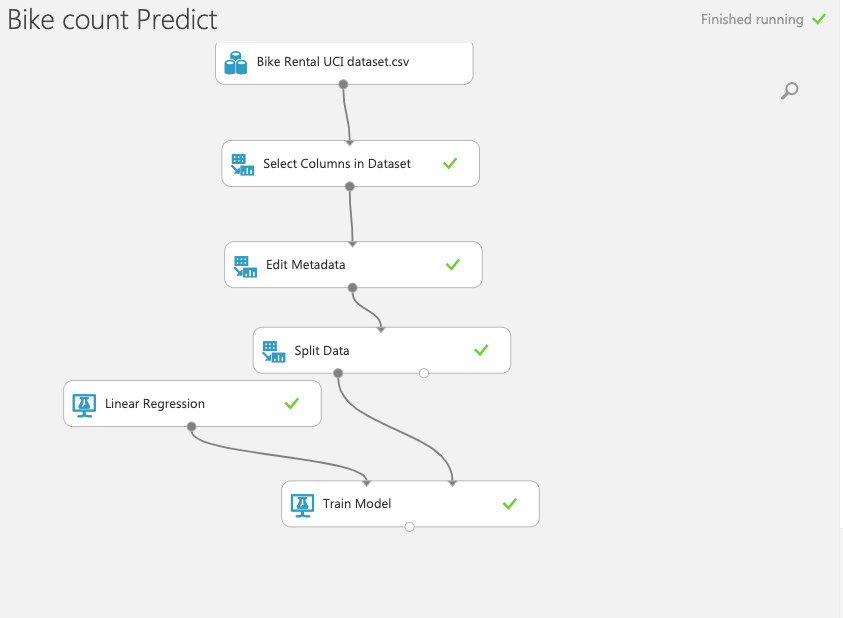 Bike count Predict
Finished running
Bike Rental UCI dataset.csv
Select Columns in Dataset
Edit Metadata
Split Data
Linear Regression
Train Model